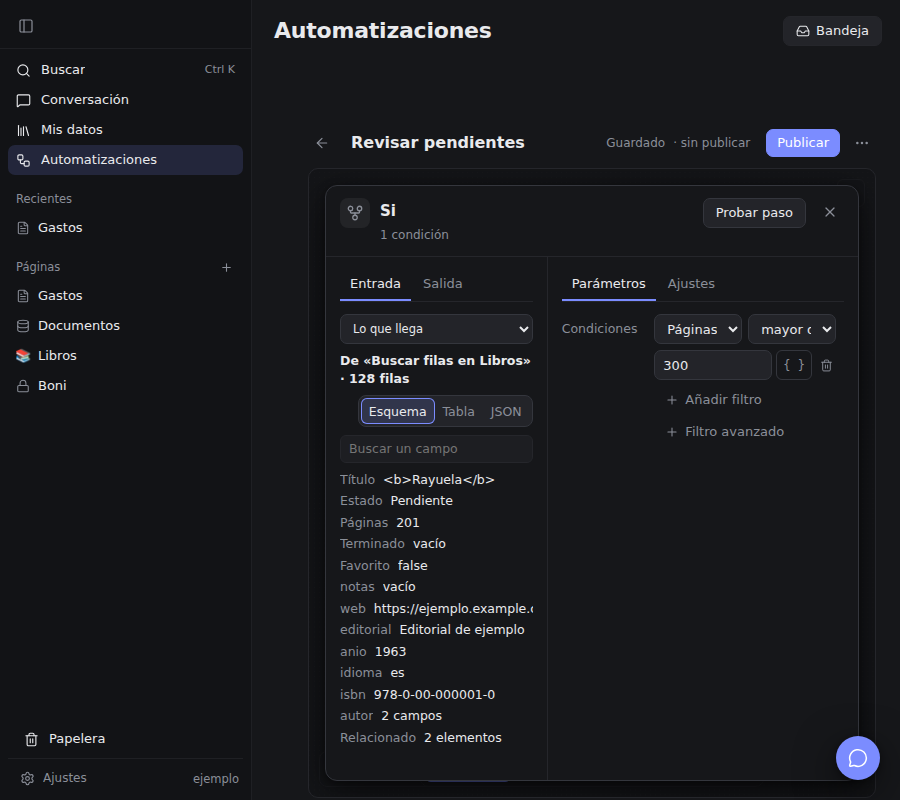 Automatizaciones
Bandeja
Buscar Ctrl K
Conversación
Mis datos
Automatizaciones
Recientes
Gastos
Páginas
Gastos
Documentos
Libros
Boni
Papelera
Ajustes ejemplo
Revisar pendientes
Guardado · sin publicar
Publicar
Si
1 condición
Probar paso
Entrada Salida
Lo que llega
De «Buscar filas en Libros»
· 128 filas
Esquema Tabla JSON
Buscar un campo
Título <b>Rayuela</b>
Estado Pendiente
Páginas 201
Terminado vacío
Favorito false
notas vacío
web https://ejemplo.example.c
editorial Editorial de ejemplo
anio 1963
idioma es
isbn 978-0-00-000001-0
autor 2 campos
Relacionado 2 elementos
Parámetros Ajustes
Condiciones Páginas mayor
300 { }
Añadir filtro
Filtro avanzado